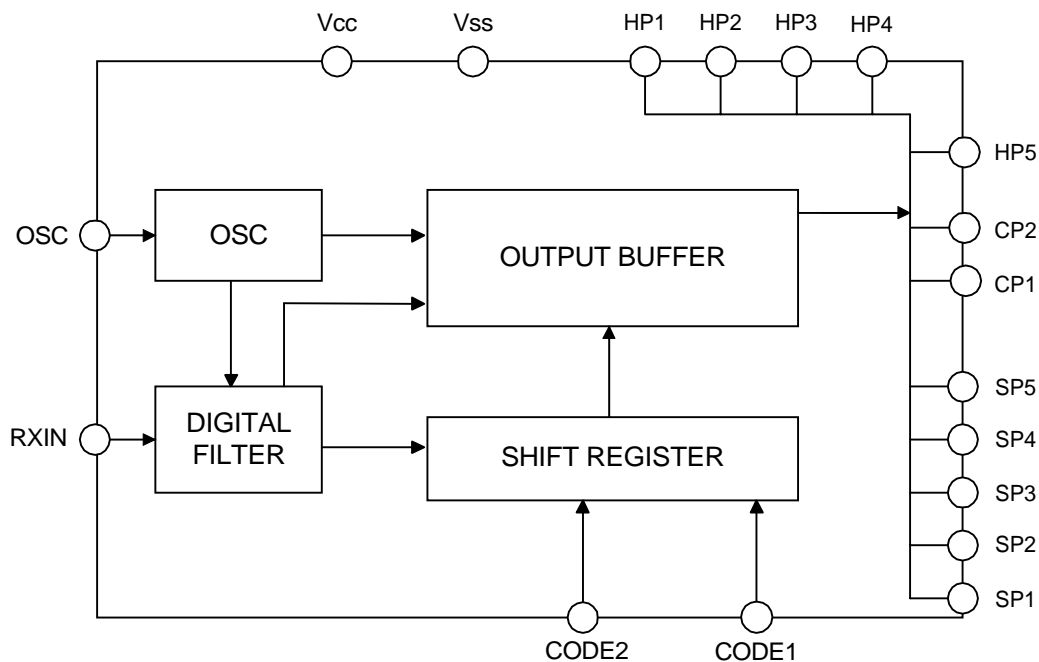 Vcc
Vss
HP1
HP2
HP3
HP4
HP5
OSC
OSC
OUTPUT BUFFER
CP2
CP1
SP5
RXIN
DIGITAL
FILTER
SHIFT REGISTER
SP4
SP3
SP2
SP1
CODE2
CODE1